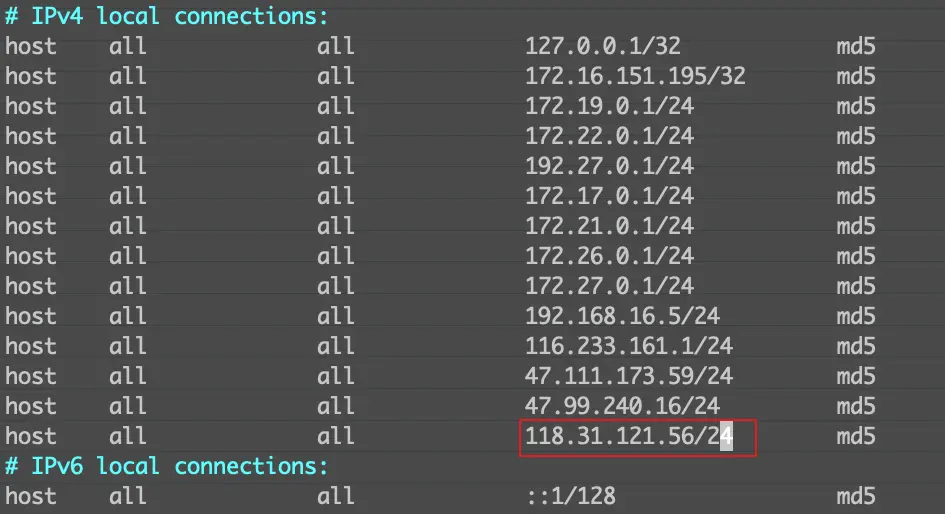 # IPv4 local connections:
host all all 127.0.0.1/32 md5
host all all 172.16.151.195/32 md5
host all all 172.19.0.1/24 md5
host all all 172.22.0.1/24 md5
host all all 192.27.0.1/24 md5
host all all 172.17.0.1/24 md5
host all all 172.21.0.1/24 md5
host all all 172.26.0.1/24 md5
host all all 172.27.0.1/24 md5
host all all 192.168.16.5/24 md5
host all all 116.233.161.1/24 md5
host all all 47.111.173.59/24 md5
host all all 47.99.240.16/24 md5
host all all 118.31.121.56/24 md5
# IPv6 local connections:
host all all ::1/128 md5